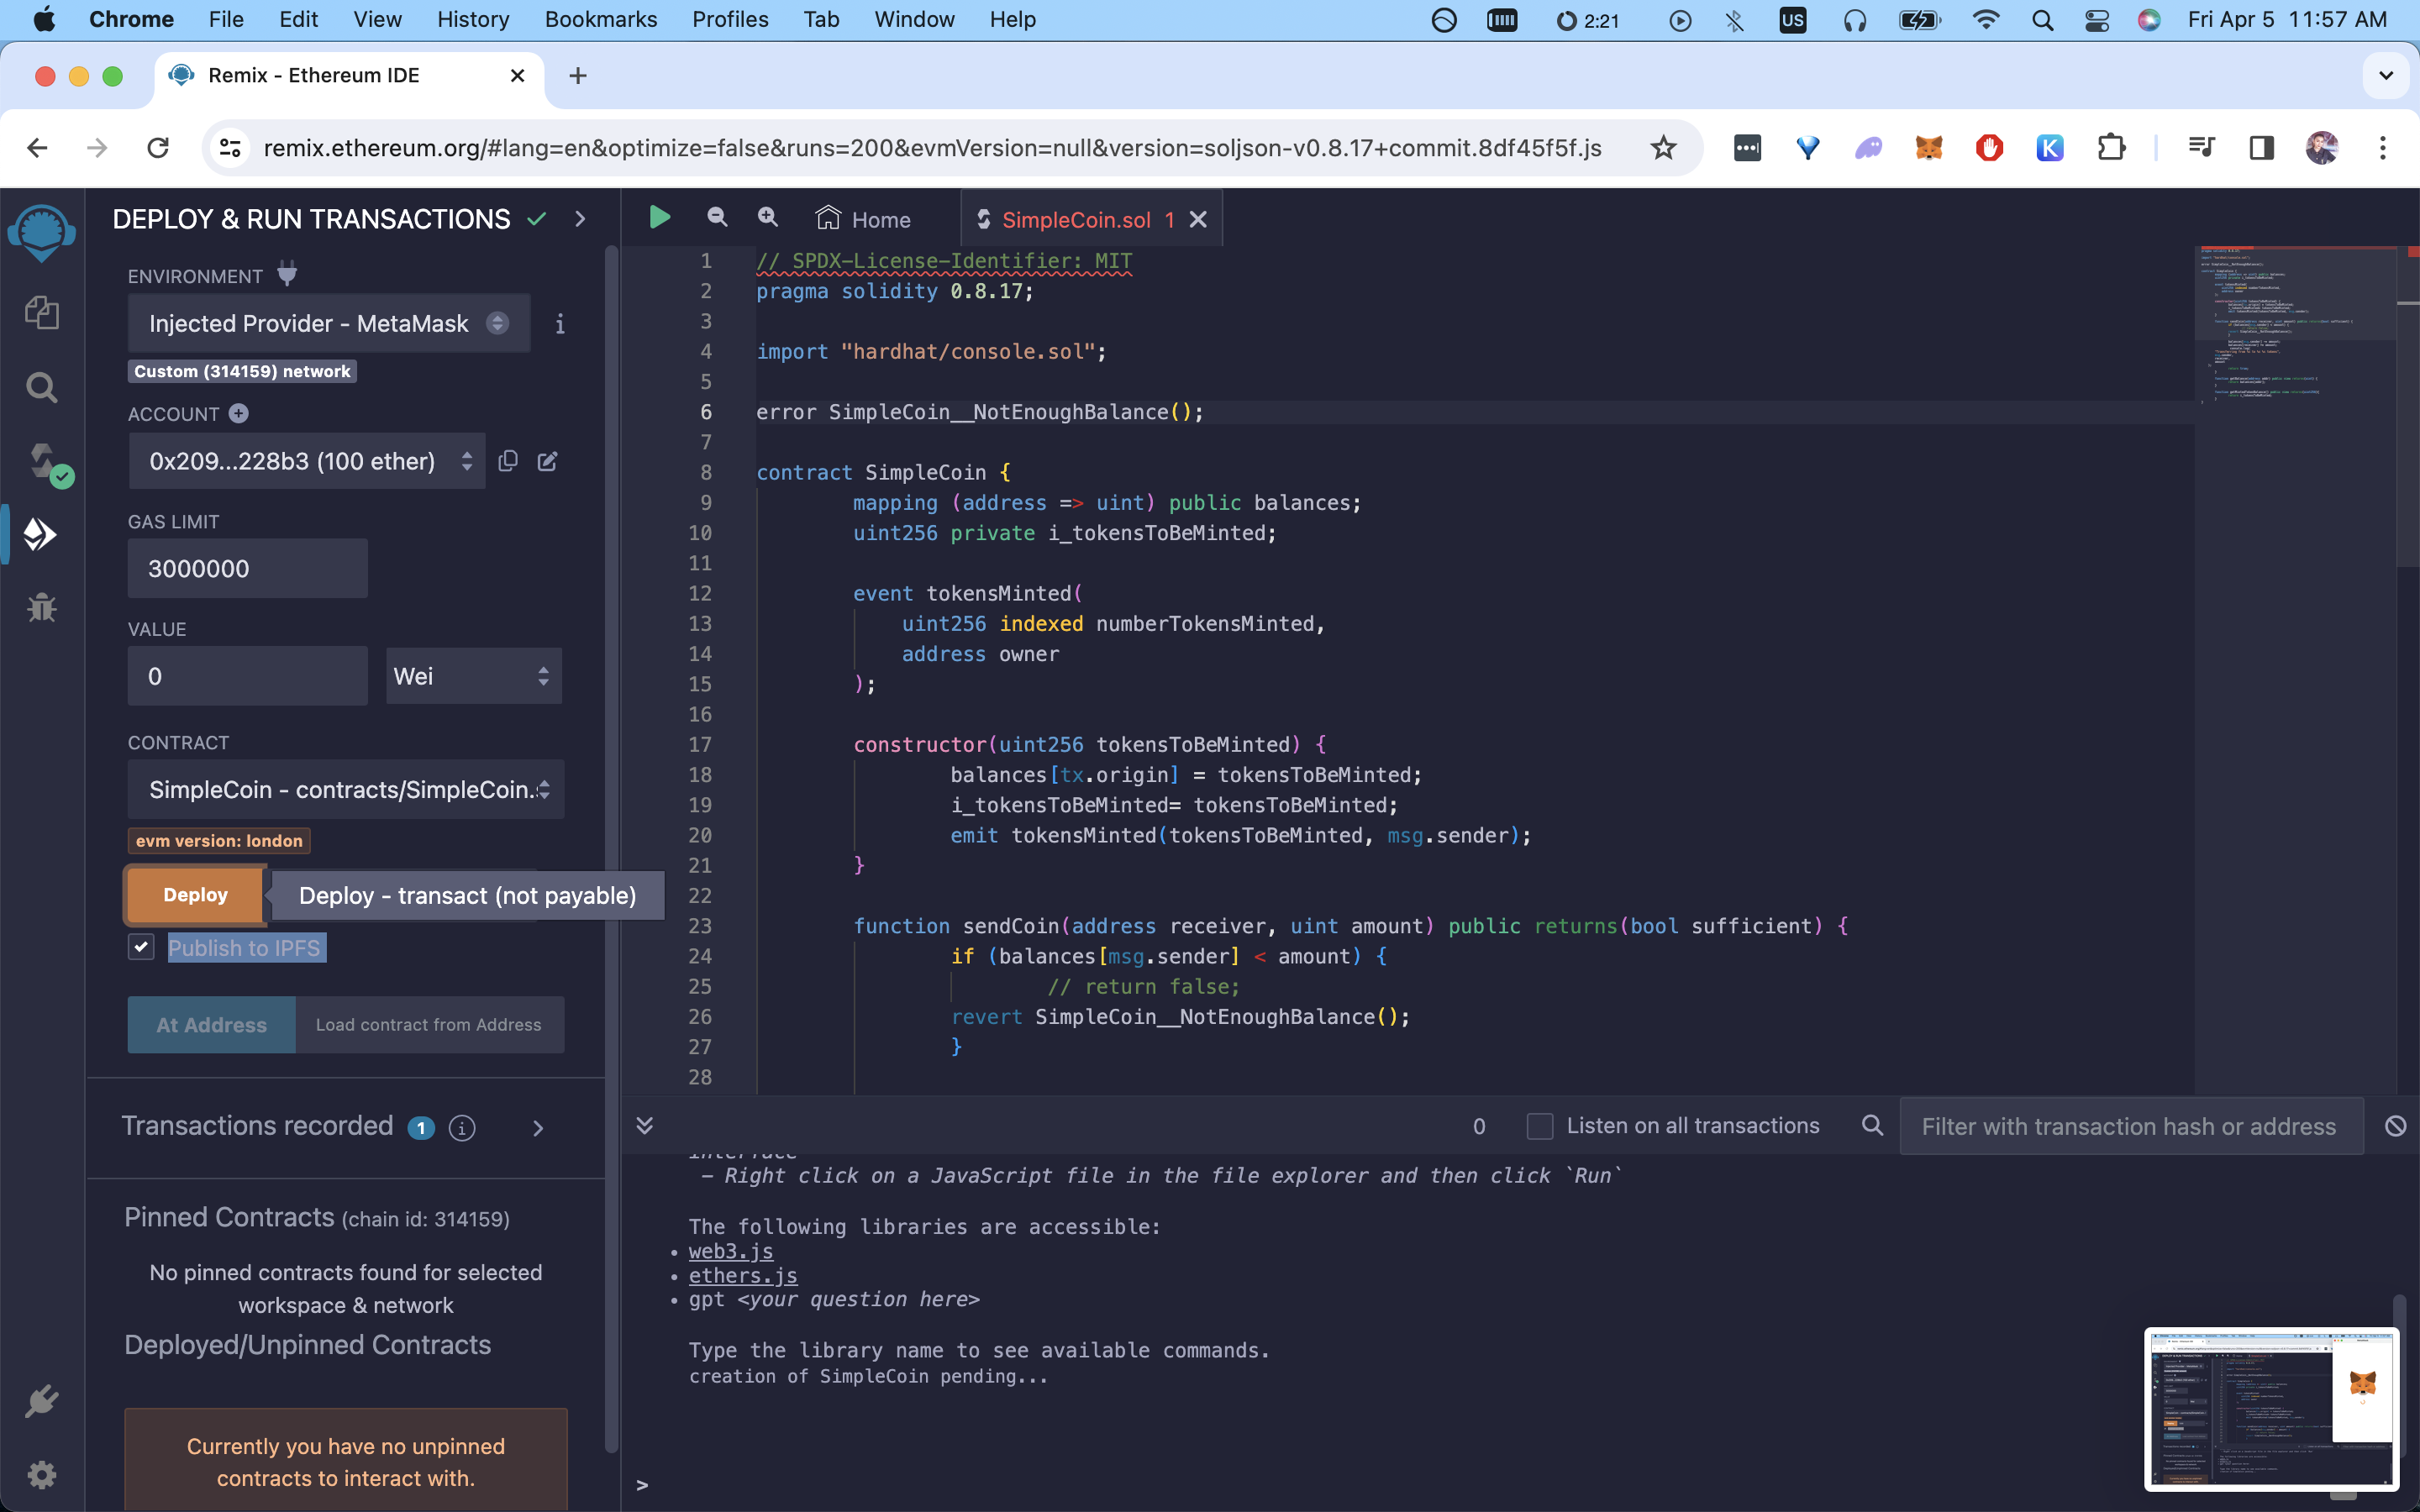 Chrome File Edit View History Bookmarks Profiles Tab Window Help 2:21 US Fri Apr 5 11:57 AM
Remix - Ethereum IDE
remix.ethereum.org/#lang=en&optimize=false&runs=200&evmVersion=null&version=soljson-v0.8.17+commit.8df45f5f.js
K
DEPLOY & RUN TRANSACTIONS
ENVIRONMENT
Injected Provider - MetaMask
Custom (314159) network
ACCOUNT
0x209...228b3 (100 ether)
GAS LIMIT
3000000
VALUE
0 Wei
CONTRACT
SimpleCoin - contracts/SimpleCoin.
evm version: london
Deploy
Deploy - transact (not payable)
Publish to IPFS
At Address Load contract from Address
Transactions recorded 1
Pinned Contracts (chain id: 314159)
No pinned contracts found for selected
workspace & network
Deployed/Unpinned Contracts
Currently you have no unpinned
contracts to interact with.
Home SimpleCoin.sol 1
1 // SPDX-License-Identifier: MIT
2 pragma solidity 0.8.17;
3
4 import "hardhat/console.sol";
5
6 error SimpleCoin__NotEnoughBalance();
7
8 contract SimpleCoin {
9 mapping (address => uint) public balances;
10 uint256 private i_tokensToBeMinted;
11
12 event tokensMinted(
13 uint256 indexed numberTokensMinted,
14 address owner
15 );
16
17 constructor(uint256 tokensToBeMinted) {
18 balances[tx.origin] = tokensToBeMinted;
19 i_tokensToBeMinted= tokensToBeMinted;
20 emit tokensMinted(tokensToBeMinted, msg.sender);
21 }
22
23 function sendCoin(address receiver, uint amount) public returns(bool sufficient) {
24 if (balances[msg.sender] < amount) {
25 // return false;
26 revert SimpleCoin__NotEnoughBalance();
27 }
28
0 Listen on all transactions Filter with transaction hash or address
interface
- Right click on a JavaScript file in the file explorer and then click `Run`
The following libraries are accessible:
• web3.js
• ethers.js
• gpt <your question here>
Type the library name to see available commands.
creation of SimpleCoin pending...
>